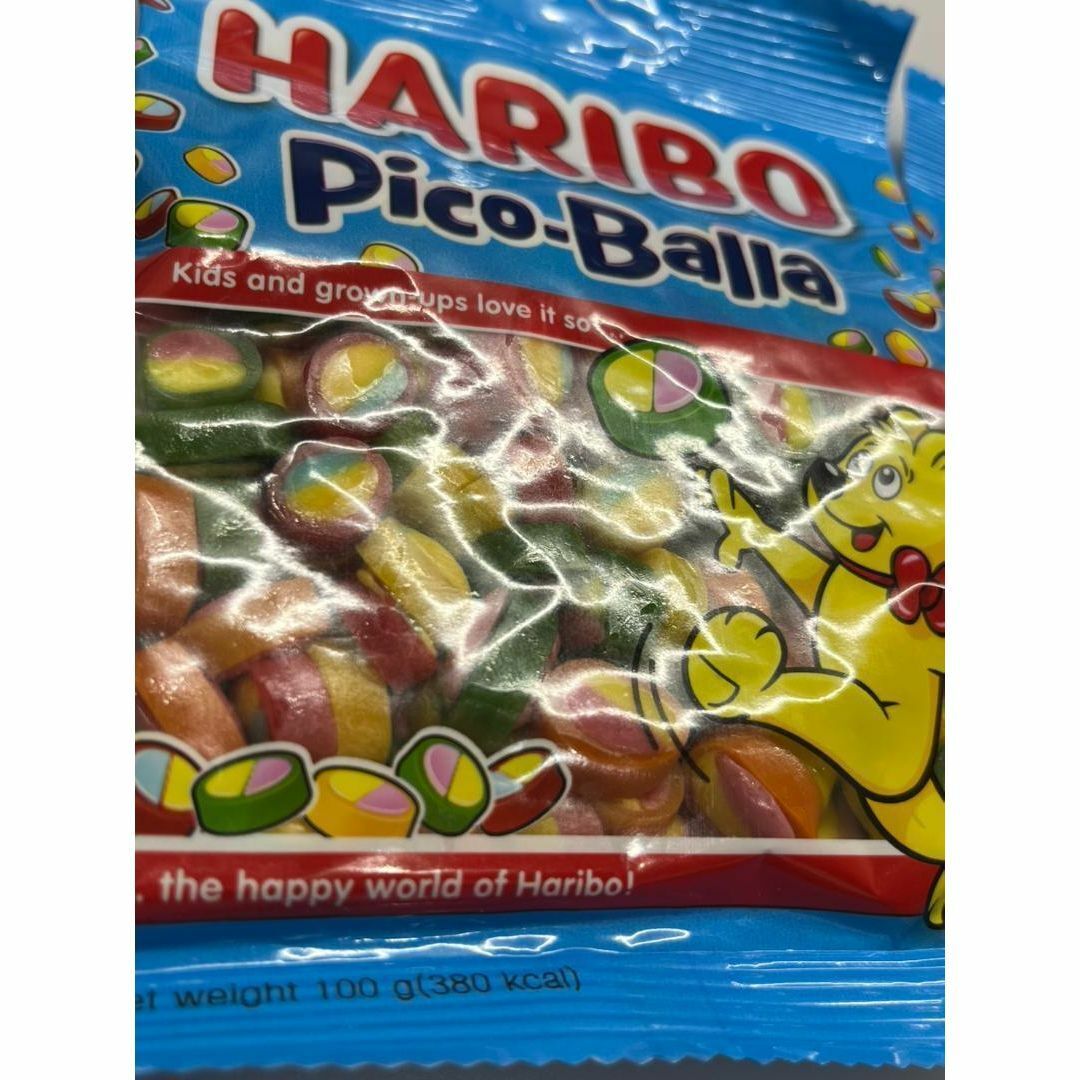 HARIBO
Pico-Balla
Kids and grown-ups love it so...
the happy world of Haribo!
weight 100 g(380 kcal)